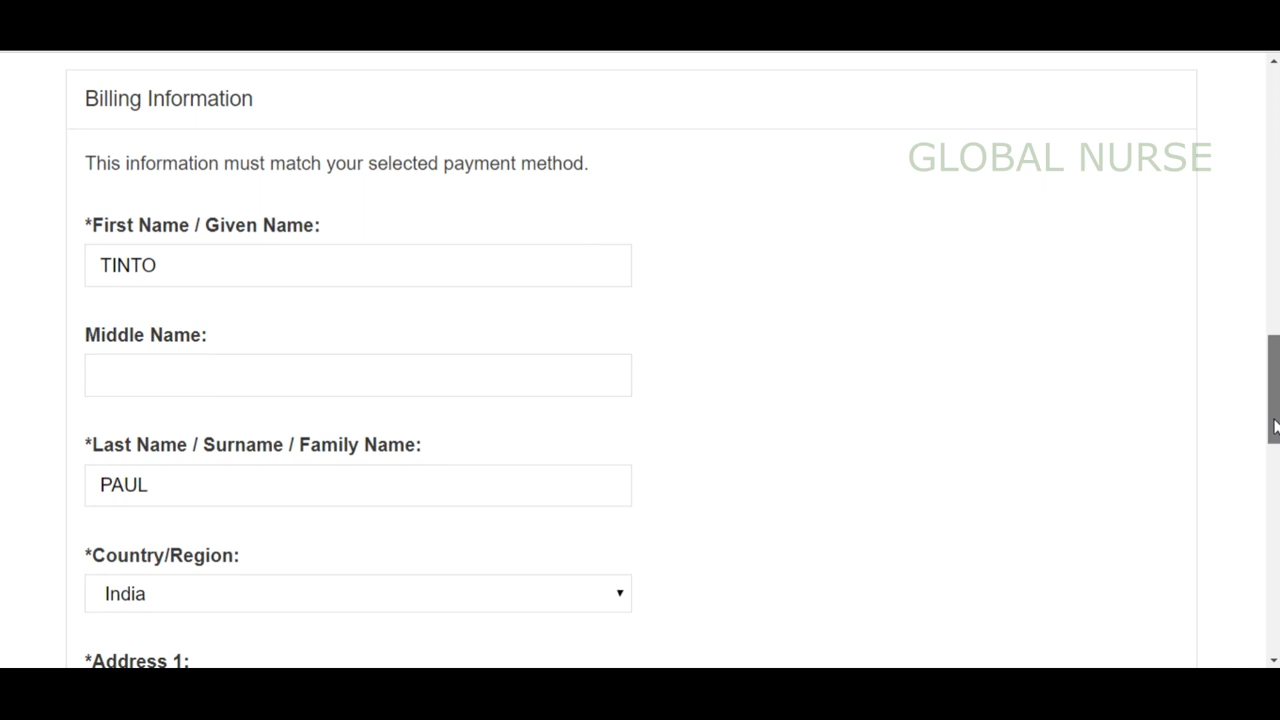 Billing Information
This information must match your selected payment method.
GLOBAL NURSE
*First Name / Given Name:
TINTO
Middle Name:
*Last Name / Surname / Family Name:
PAUL
*Country/Region:
India
*Address 1: